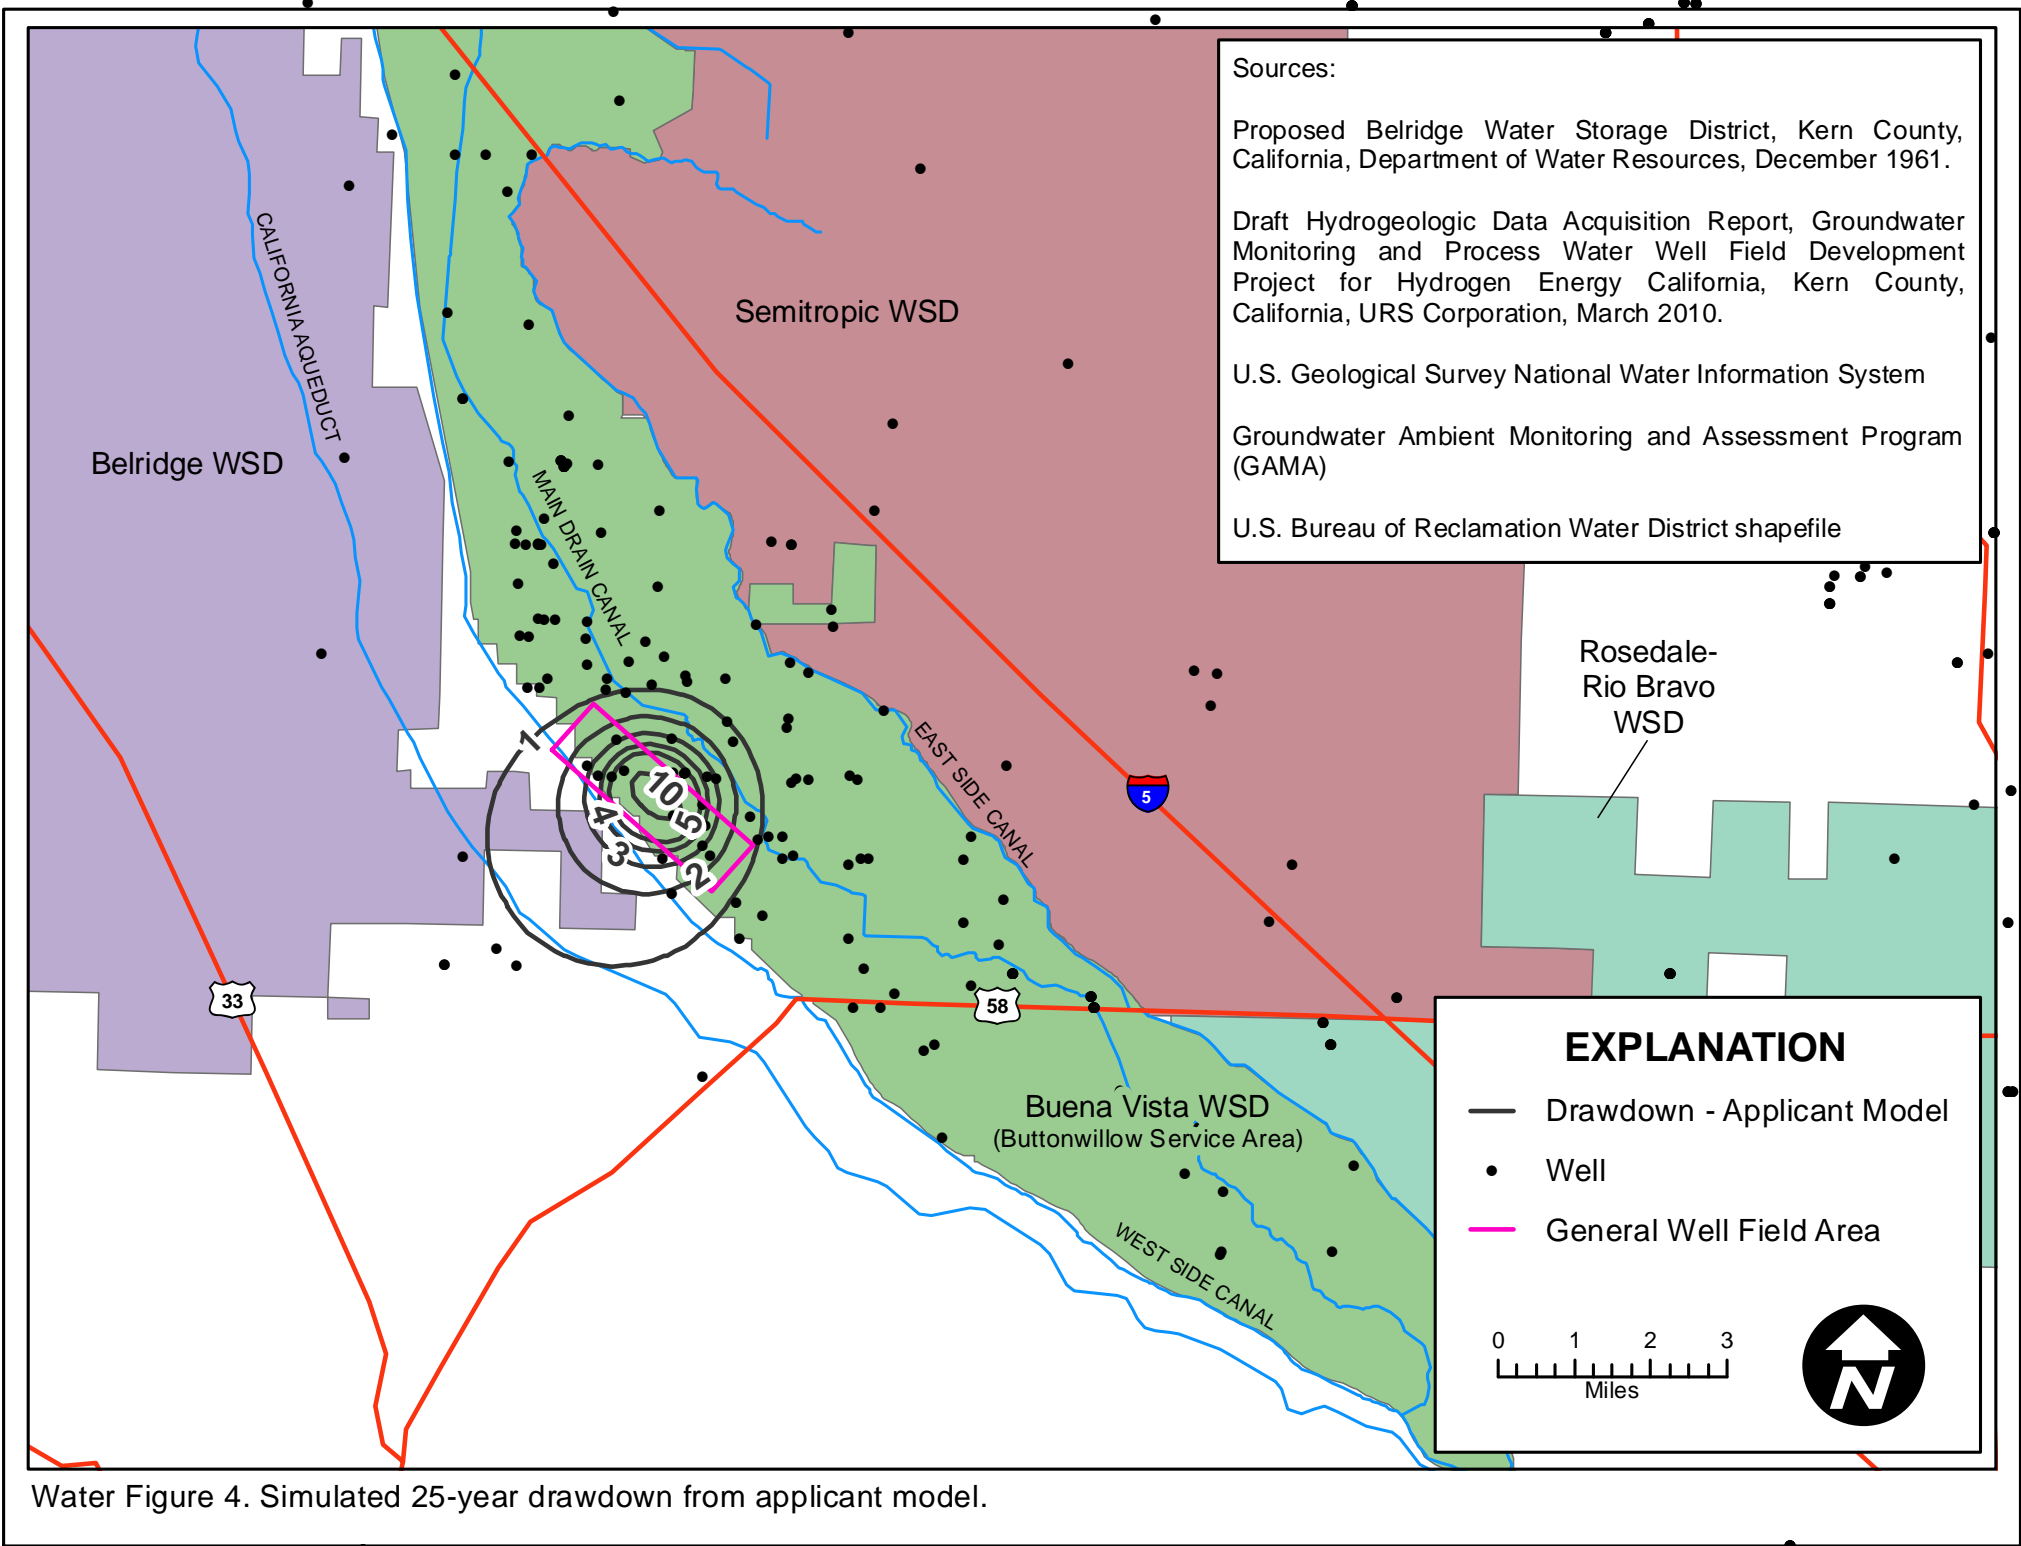 Sources:
Proposed Belridge Water Storage District, Kern County,
California, Department of Water Resources, December 1961.
Draft Hydrogeologic Data Acquisition Report, Groundwater
Monitoring and Process Water Well Field Development
Project for Hydrogen Energy California, Kern County,
California, URS Corporation, March 2010.
U.S. Geological Survey National Water Information System
Groundwater Ambient Monitoring and Assessment Program
(GAMA)
U.S. Bureau of Reclamation Water District shapefile
CALIFORNIA AQUEDUCT
Semitropic WSD
Belridge WSD
MAIN DRAIN CANAL
Rosedale-
Rio Bravo
WSD
EAST SIDE CANAL
1
10
5
4
3
2
5
33
58
Buena Vista WSD
(Buttonwillow Service Area)
WEST SIDE CANAL
EXPLANATION
Drawdown - Applicant Model
Well
General Well Field Area
0 1 2 3
Miles
N
Water Figure 4. Simulated 25-year drawdown from applicant model.